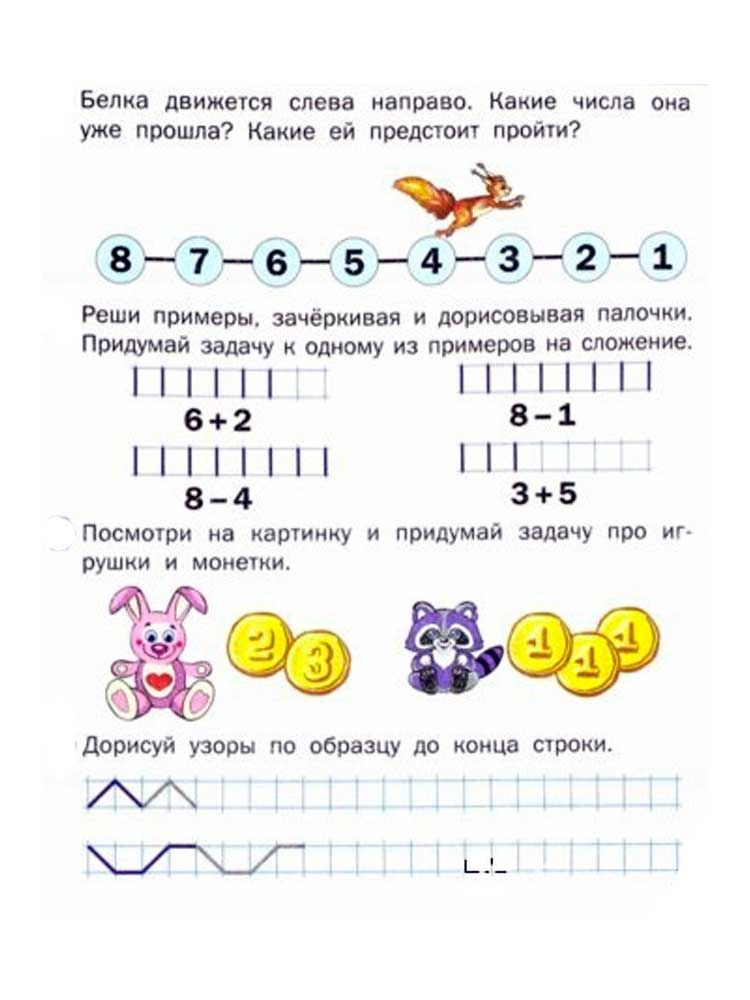 Белка движется слева направо. Какие числа она
уже прошла? Какие ей предстоит пройти?
8 7 6 5 4 3 2 1
Реши примеры, зачёркивая и дорисовывая палочки.
Придумай задачу к одному из примеров на сложение.
6+2 8–1
8–4 3+5
Посмотри на картинку и придумай задачу про иг-
рушки и монетки.
2 3 1 1 1
Дорисуй узоры по образцу до конца строки.